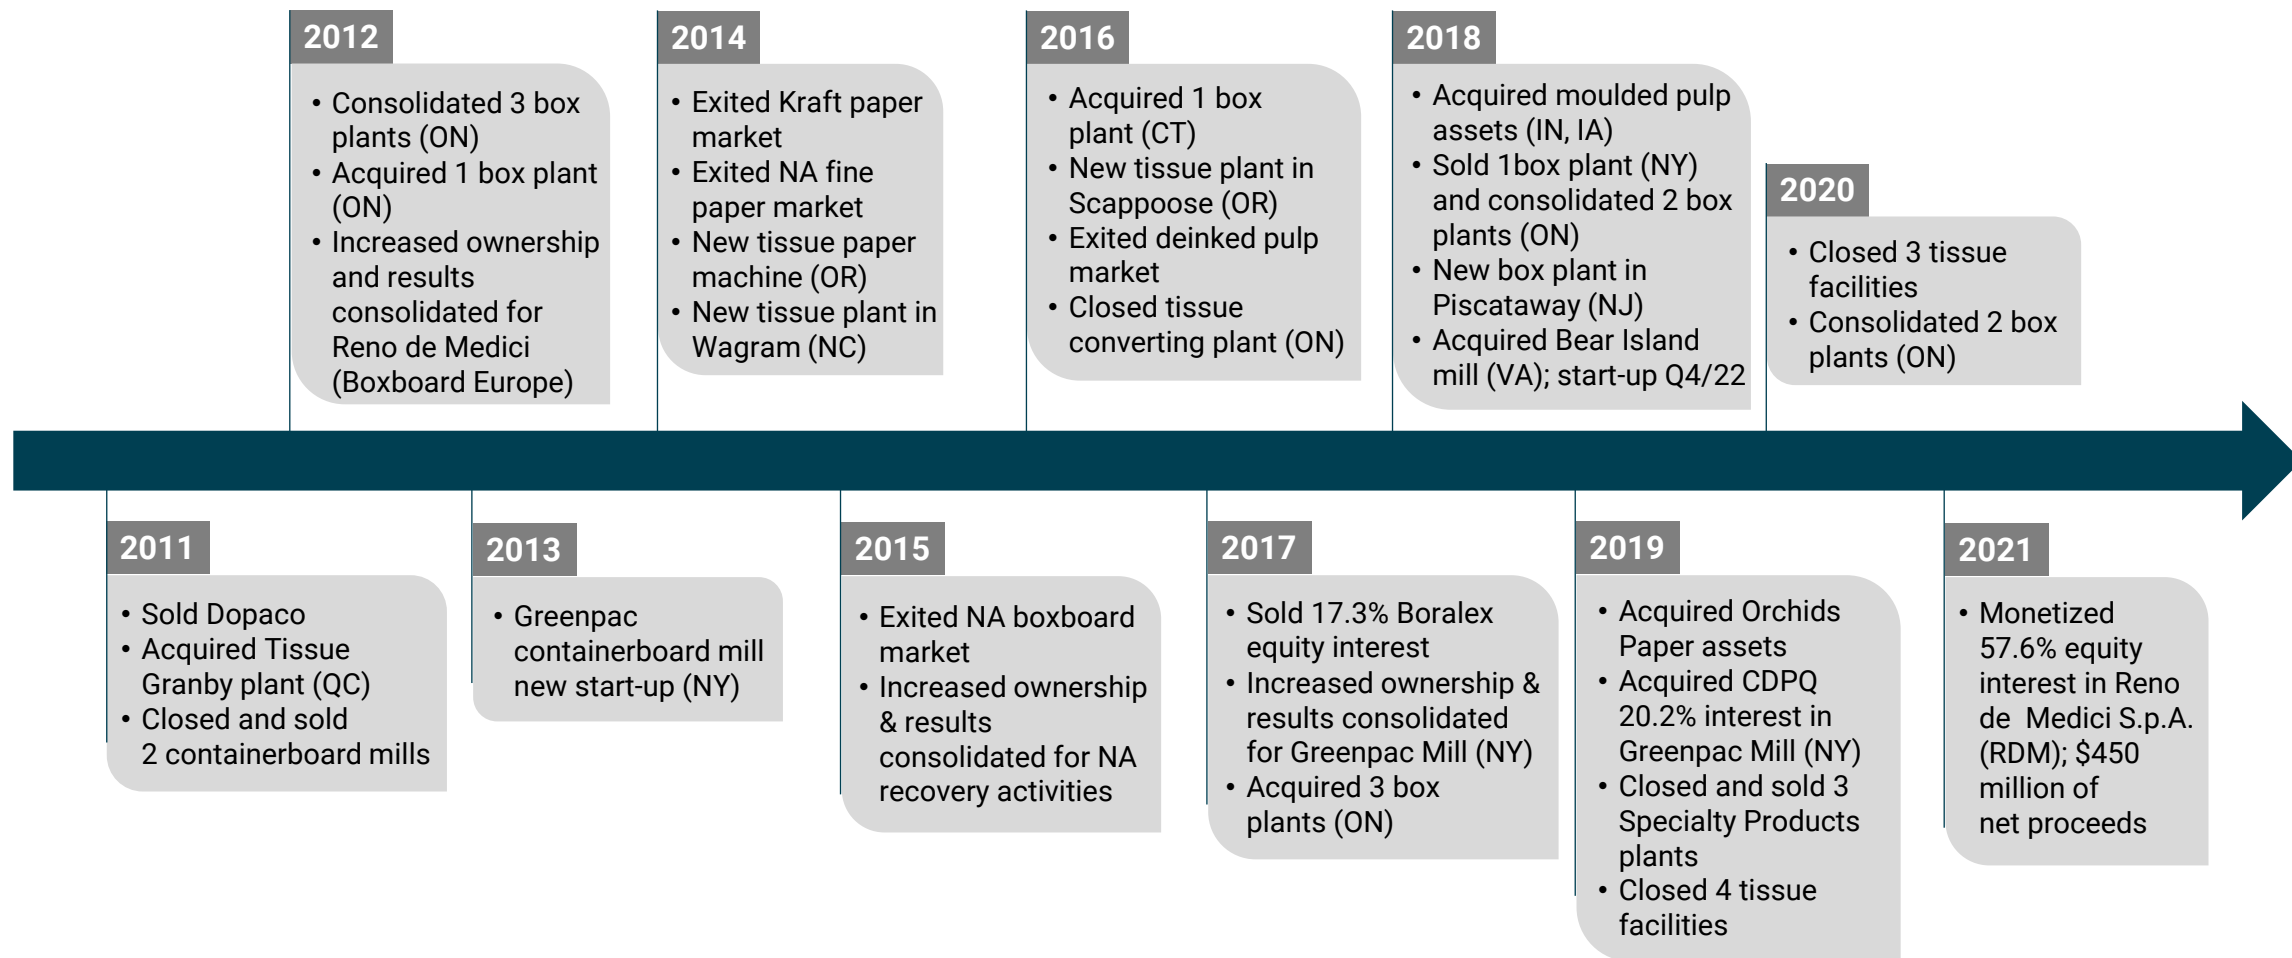 2012
• Consolidated 3 box
plants (ON)
• Acquired 1 box plant
(ON)
• Increased ownership
and results
consolidated for
Reno de Medici
(Boxboard Europe)
2014
• Exited Kraft paper
market
• Exited NA fine
paper market
• New tissue paper
machine (OR)
• New tissue plant in
Wagram (NC)
2016
• Acquired 1 box
plant (CT)
• New tissue plant in
Scappoose (OR)
• Exited deinked pulp
market
• Closed tissue
converting plant (ON)
2018
• Acquired moulded pulp
assets (IN, IA)
• Sold 1box plant (NY)
and consolidated 2 box
plants (ON)
• New box plant in
Piscataway (NJ)
• Acquired Bear Island
mill (VA); start-up Q4/22
2020
• Closed 3 tissue
facilities
• Consolidated 2 box
plants (ON)
2011
• Sold Dopaco
• Acquired Tissue
Granby plant (QC)
• Closed and sold
2 containerboard mills
2013
• Greenpac
containerboard mill
new start-up (NY)
2015
• Exited NA boxboard
market
• Increased ownership
& results
consolidated for NA
recovery activities
2017
• Sold 17.3% Boralex
equity interest
• Increased ownership &
results consolidated
for Greenpac Mill (NY)
• Acquired 3 box
plants (ON)
2019
• Acquired Orchids
Paper assets
• Acquired CDPQ
20.2% interest in
Greenpac Mill (NY)
• Closed and sold 3
Specialty Products
plants
• Closed 4 tissue
facilities
2021
• Monetized
57.6% equity
interest in Reno
de Medici S.p.A.
(RDM); $450
million of
net proceeds